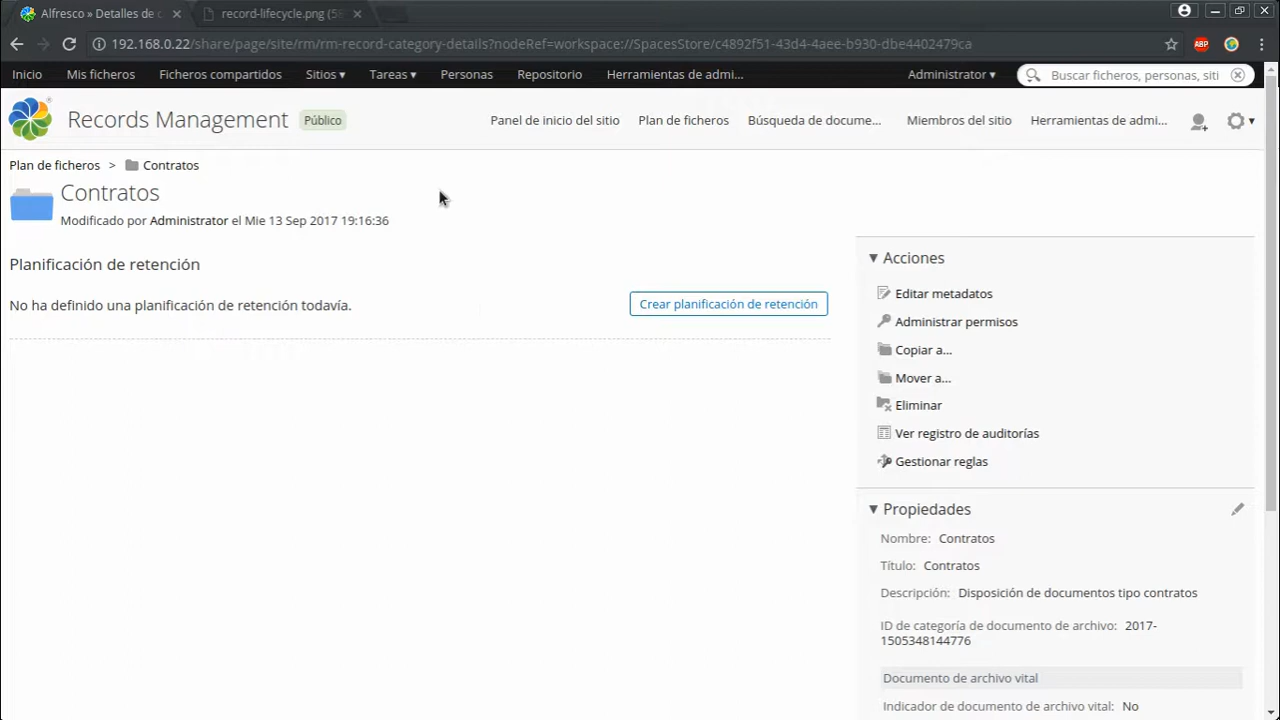 Alfresco » Detalles de c
record-lifecycle.png (58
192.168.0.22/share/page/site/rm/rm-record-category-details?nodeRef=workspace://SpacesStore/c4892f51-43d4-4aee-b930-dbe4402479ca
ABP
Inicio Mis ficheros Ficheros compartidos Sitios ▾ Tareas ▾ Personas Repositorio Herramientas de admi... Administrator ▾ Buscar ficheros, personas, siti
Records Management Público Panel de inicio del sitio Plan de ficheros Búsqueda de docume... Miembros del sitio Herramientas de admi...
Plan de ficheros > Contratos
Contratos
Modificado por Administrator el Mie 13 Sep 2017 19:16:36
Planificación de retención
No ha definido una planificación de retención todavía. Crear planificación de retención
Acciones
Editar metadatos
Administrar permisos
Copiar a...
Mover a...
Eliminar
Ver registro de auditorías
Gestionar reglas
Propiedades
Nombre: Contratos
Título: Contratos
Descripción: Disposición de documentos tipo contratos
ID de categoría de documento de archivo: 2017-
1505348144776
Documento de archivo vital
Indicador de documento de archivo vital: No